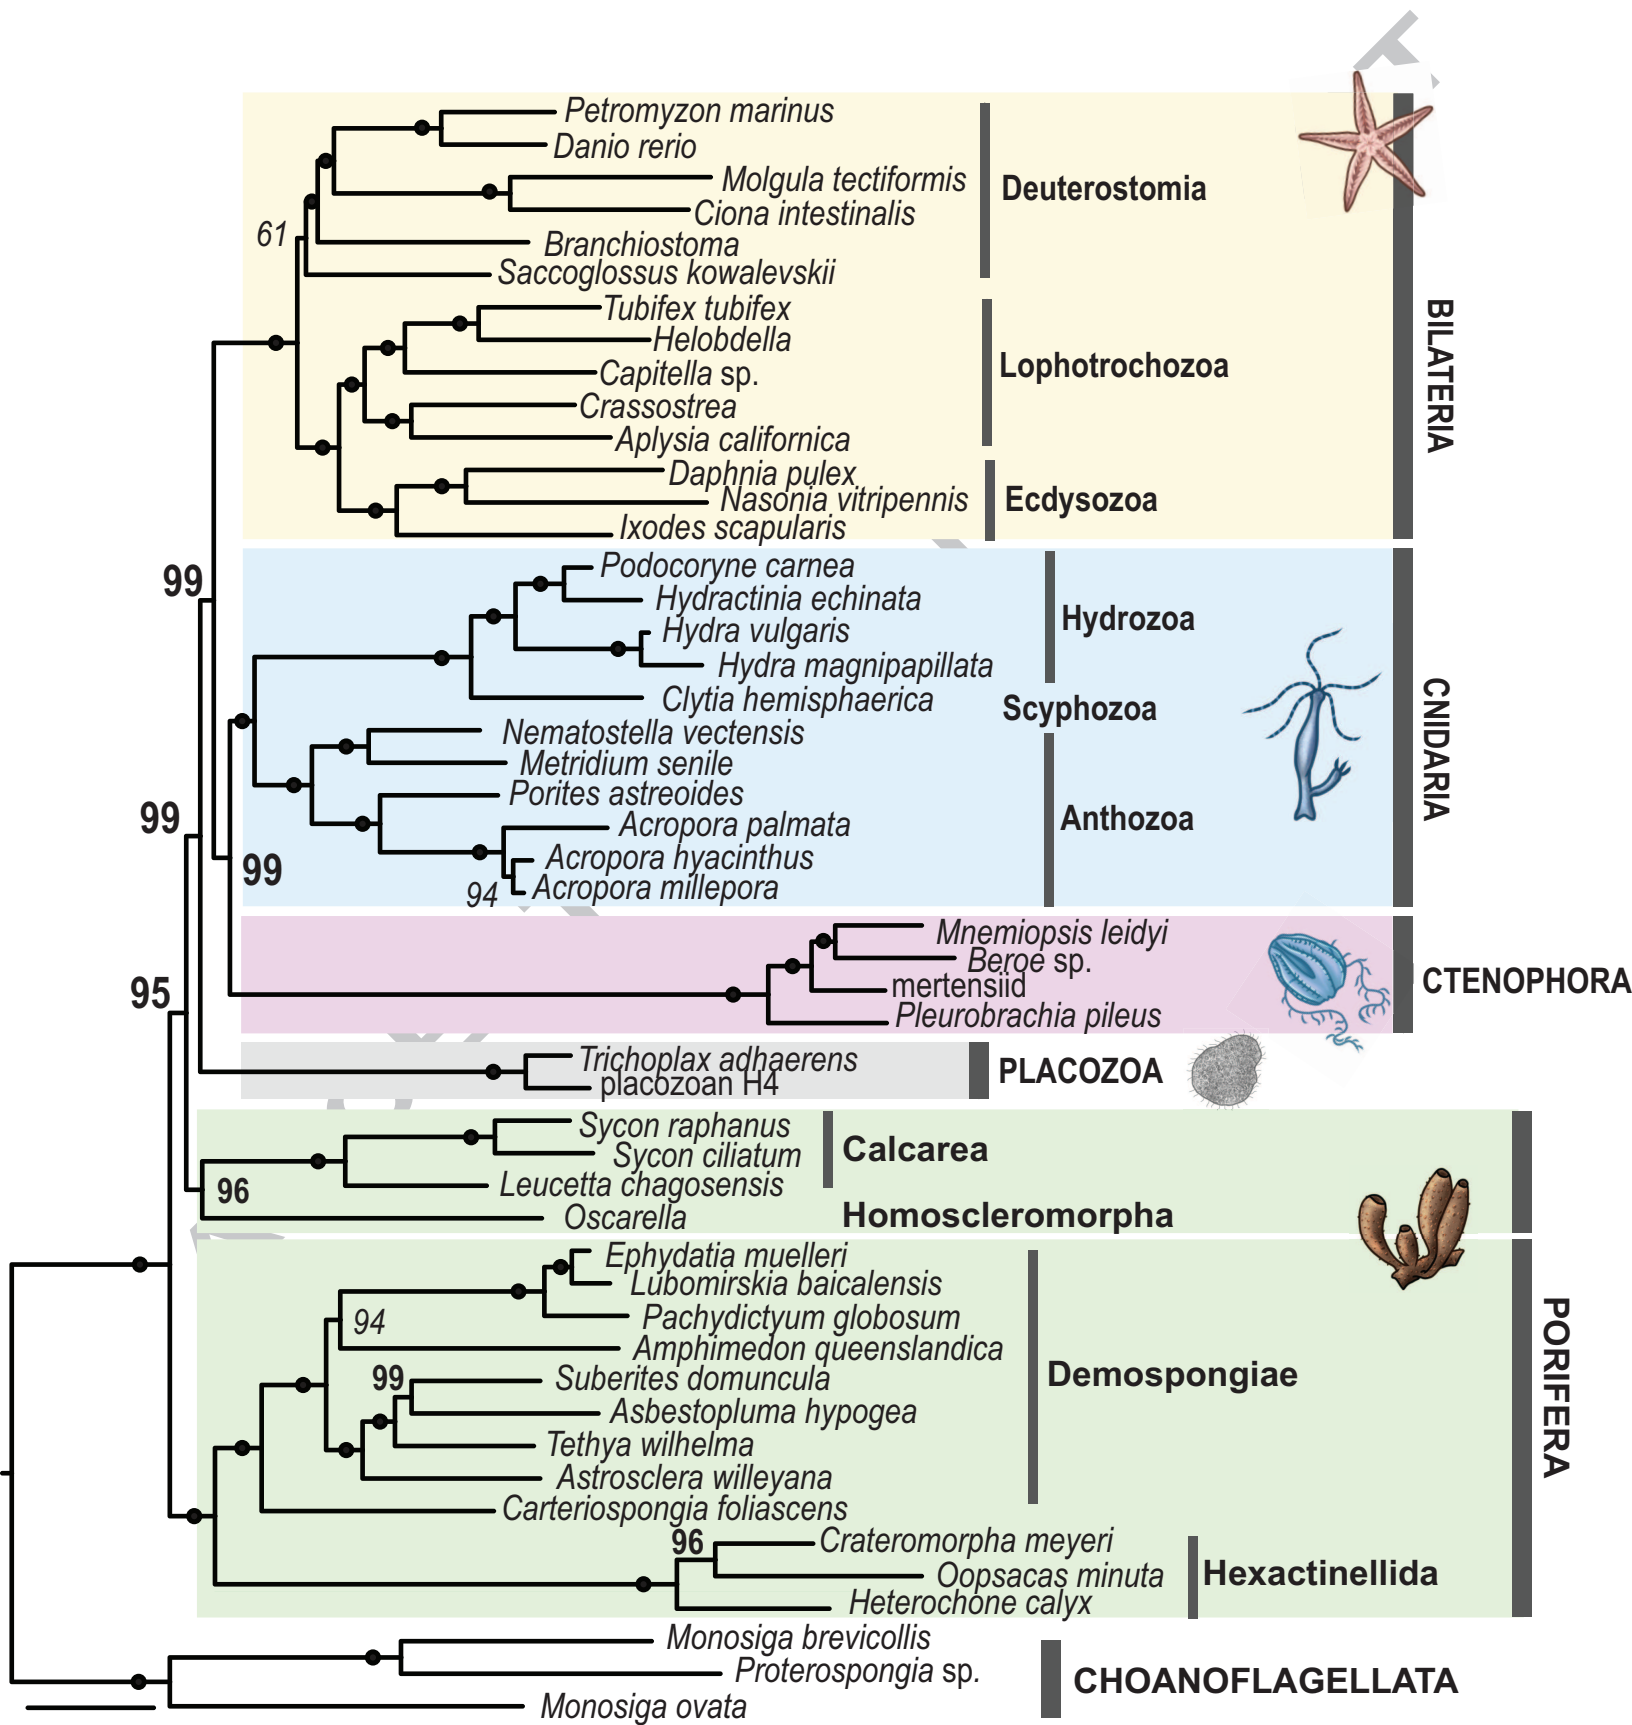 Petromyzon marinus
Danio rerio
Molgula tectiformis
Ciona intestinalis
Deuterostomia
61
Branchiostoma
Saccoglossus kowalevskii
Tubifex tubifex
Helobdella
Capitella sp.
Lophotrochozoa
Crassostrea
Aplysia californica
BILATERIA
Daphnia pulex
Nasonia vitripennis
Ecdysozoa
Ixodes scapularis
99
Podocoryne carnea
Hydractinia echinata
Hydrozoa
Hydra vulgaris
Hydra magnipapillata
Clytia hemisphaerica
Scyphozoa
Nematostella vectensis
Metridium senile
CNIDARIA
Porites astreoides
99
Acropora palmata
Anthozoa
Acropora hyacinthus
99
94
Acropora millepora
Mnemiopsis leidyi
Beroe sp.
mertensiid
CTENOPHORA
95
Pleurobrachia pileus
Trichoplax adhaerens
placozoan H4
PLACOZOA
Sycon raphanus
Sycon ciliatum
Calcarea
Leucetta chagosensis
96
Oscarella
Homoscleromorpha
Ephydatia muelleri
Lubomirskia baicalensis
Pachydictyum globosum
94
Amphimedon queenslandica
99
Suberites domuncula
Demospongiae
Asbestopluma hypogea
PORIFERA
Tethya wilhelma
Astrosclera willeyana
Carteriospongia foliascens
96
Crateromorpha meyeri
Oopsacas minuta
Hexactinellida
Heterochone calyx
Monosiga brevicollis
Proterospongia sp.
CHOANOFLAGELLATA
Monosiga ovata